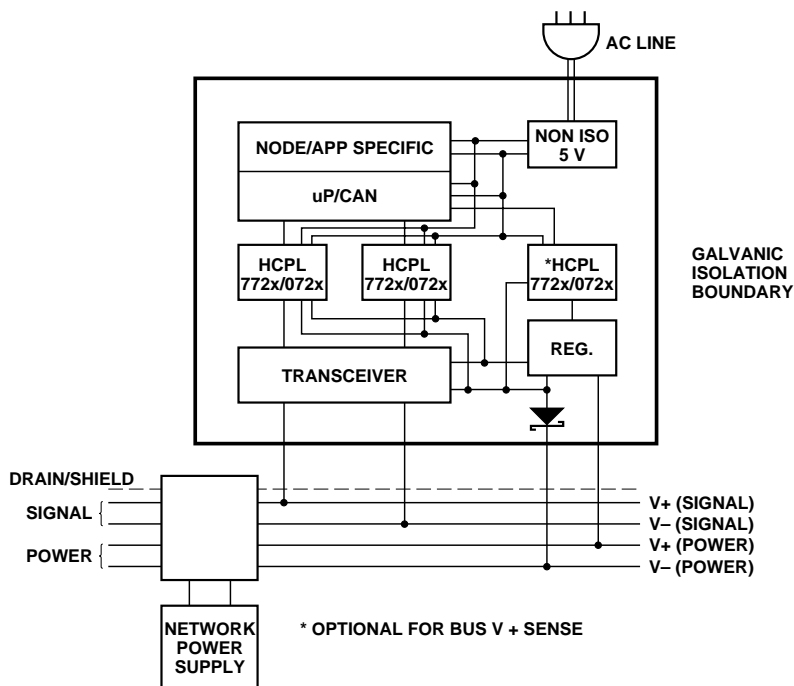 AC LINE
NODE/APP SPECIFIC
NON ISO
5 V
uP/CAN
HCPL
772x/072x
HCPL
772x/072x
*HCPL
772x/072x
GALVANIC
ISOLATION
BOUNDARY
TRANSCEIVER
REG.
DRAIN/SHIELD
SIGNAL
POWER
V+ (SIGNAL)
V– (SIGNAL)
V+ (POWER)
V– (POWER)
NETWORK
POWER
SUPPLY
* OPTIONAL FOR BUS V + SENSE